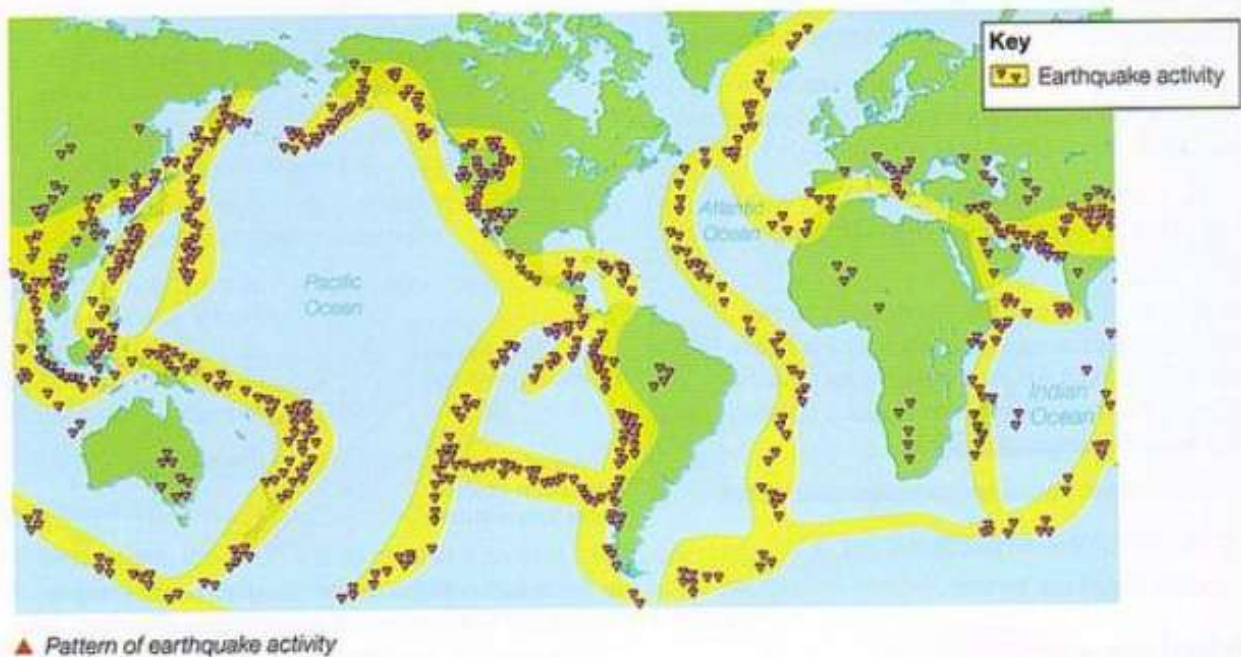 Key
Earthquake activity
Atlantic
Ocean
Pacific
Ocean
Indian
Ocean
Pattern of earthquake activity